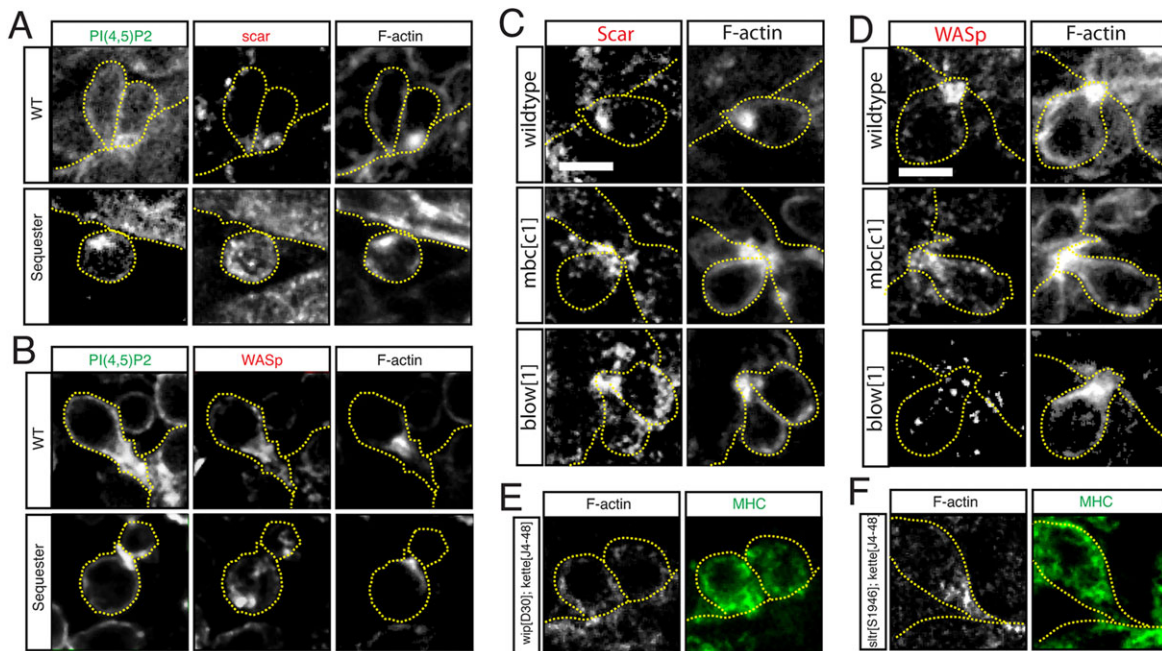 A
PI(4,5)P2 scar F-actin
WT
Sequester
B
PI(4,5)P2 WASp F-actin
WT
Sequester
C
Scar F-actin
wildtype
mbc[c1]
blow[1]
D
WASp F-actin
wildtype
mbc[c1]
blow[1]
E
F-actin MHC
wip[D30]; kette[J4-48]
F
F-actin MHC
sltr[S1946]; kette[J4-48]